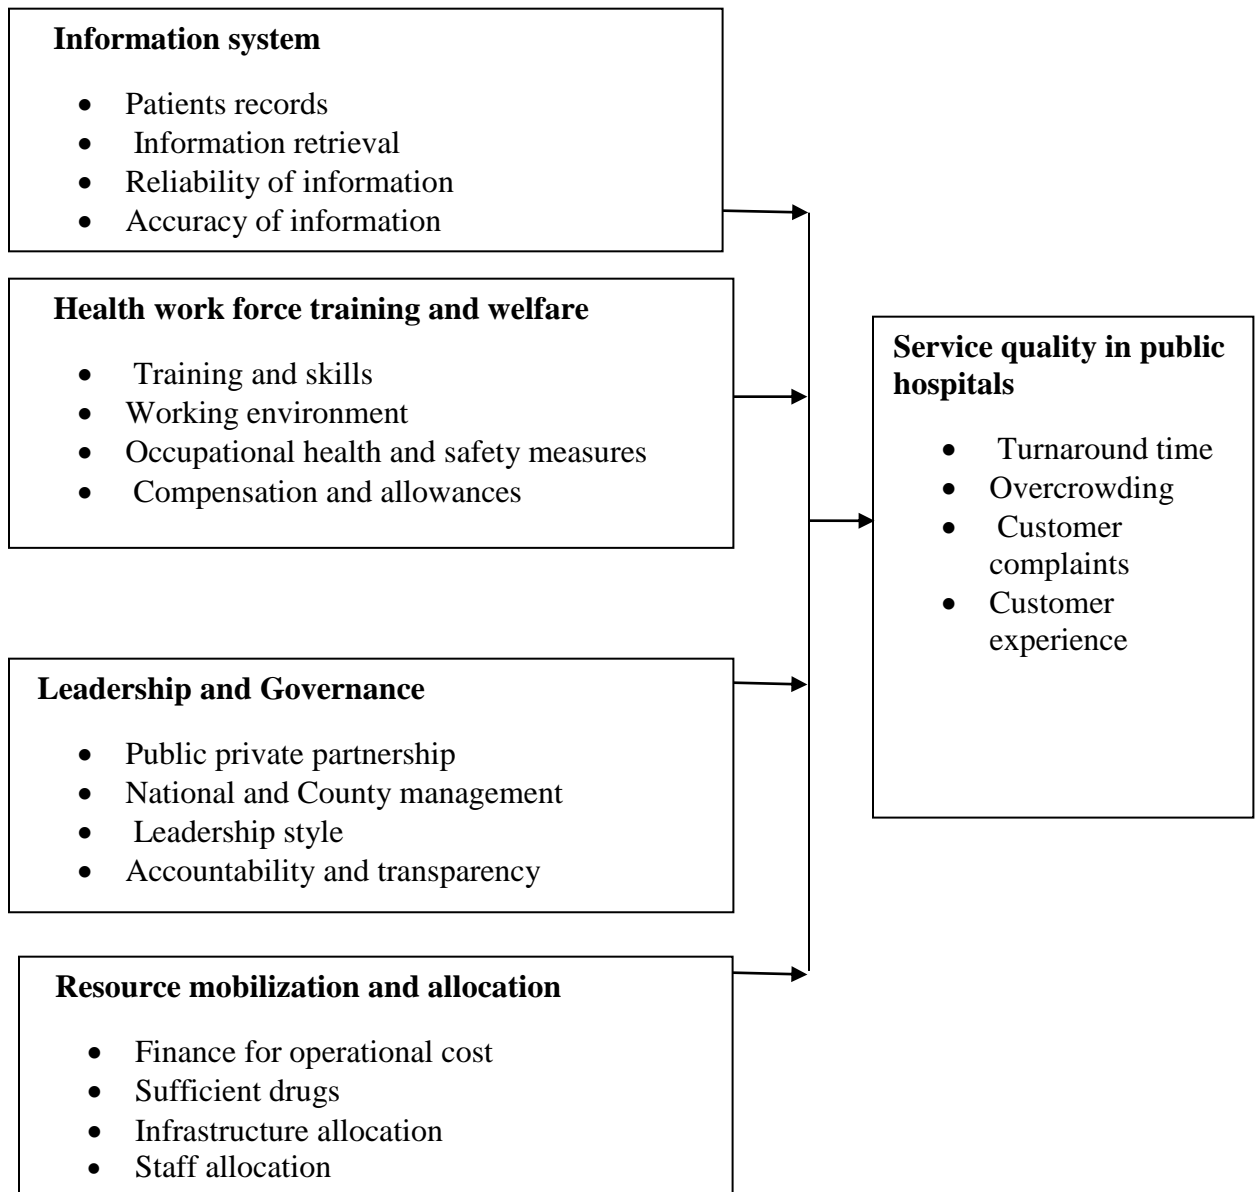 Information system
• Patients records
• Information retrieval
• Reliability of information
• Accuracy of information
Health work force training and welfare
• Training and skills
• Working environment
• Occupational health and safety measures
• Compensation and allowances
Leadership and Governance
• Public private partnership
• National and County management
• Leadership style
• Accountability and transparency
Resource mobilization and allocation
• Finance for operational cost
• Sufficient drugs
• Infrastructure allocation
• Staff allocation
Service quality in public
hospitals
• Turnaround time
• Overcrowding
• Customer
complaints
• Customer
experience